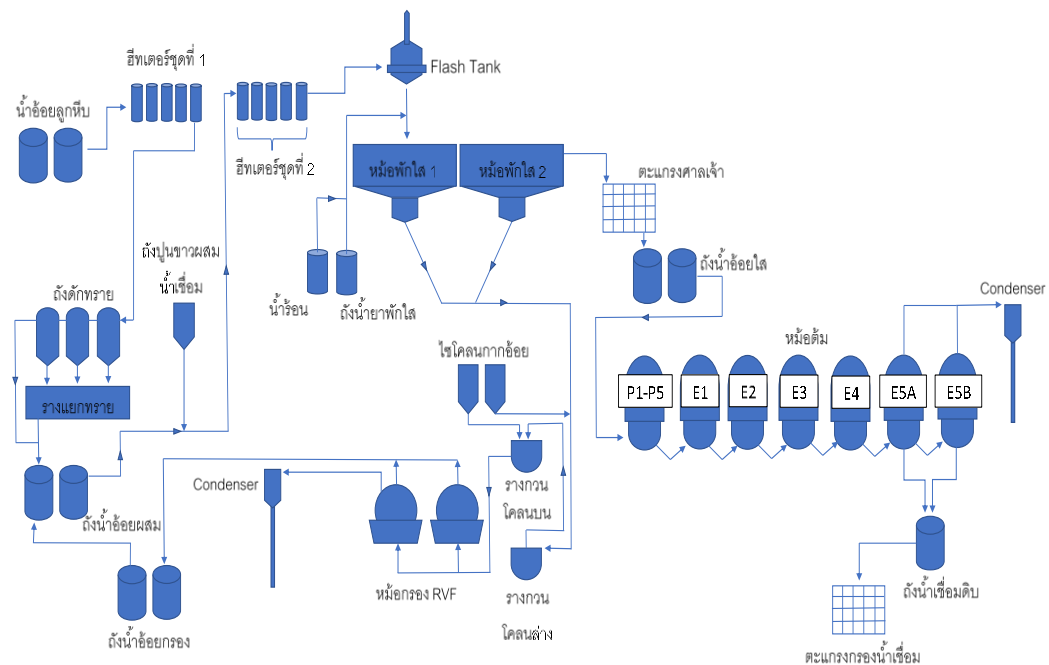 ฮีทเตอร์ชุดที่ 1
Flash Tank
น้ำอ้อยลูกหีบ
ฮีทเตอร์ชุดที่ 2
หม้อพักใส 1
หม้อพักใส 2
ตะแกรงศาลเจ้า
ถังปูนขาวผสม
น้ำเชื่อม
ถังน้ำอ้อยใส
ถังดักทราย
น้ำร้อน
ถังน้ำยาพักใส
Condenser
ไซโคลนกากอ้อย
หม้อต้ม
P1-P5
E1
E2
E3
E4
E5A
E5B
รางแยกทราย
Condenser
รางกวน
โคลนบน
ถังน้ำอ้อยผสม
หม้อกรอง RVF
รางกวน
โคลนล่าง
ถังน้ำเชื่อมดิบ
ถังน้ำอ้อยกรอง
ตะแกรงกรองน้ำเชื่อม